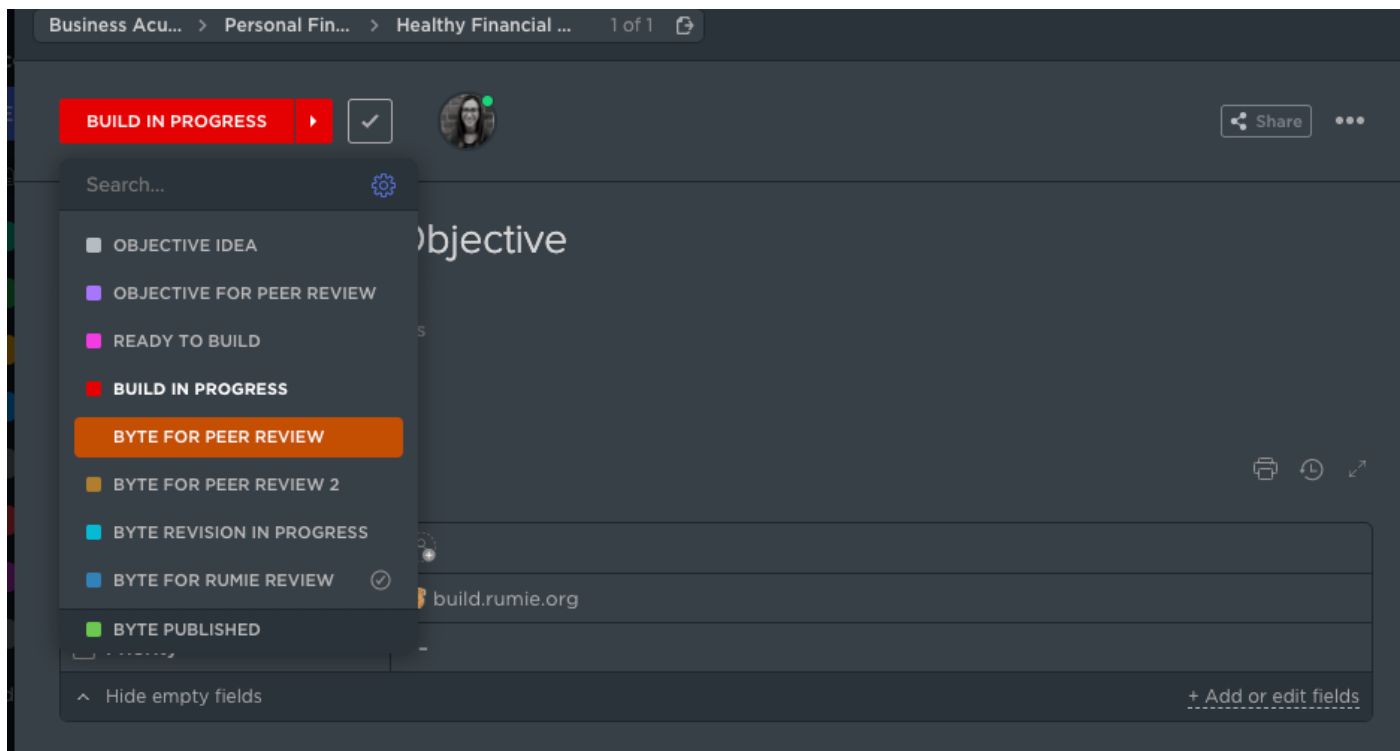 Business Acu... > Personal Fin... > Healthy Financial ... 1 of 1
BUILD IN PROGRESS
Share
Search...
OBJECTIVE IDEA
OBJECTIVE FOR PEER REVIEW
READY TO BUILD
BUILD IN PROGRESS
BYTE FOR PEER REVIEW
BYTE FOR PEER REVIEW 2
BYTE REVISION IN PROGRESS
BYTE FOR RUMIE REVIEW
BYTE PUBLISHED
Objective
s
build.rumie.org
-
Hide empty fields
+ Add or edit fields